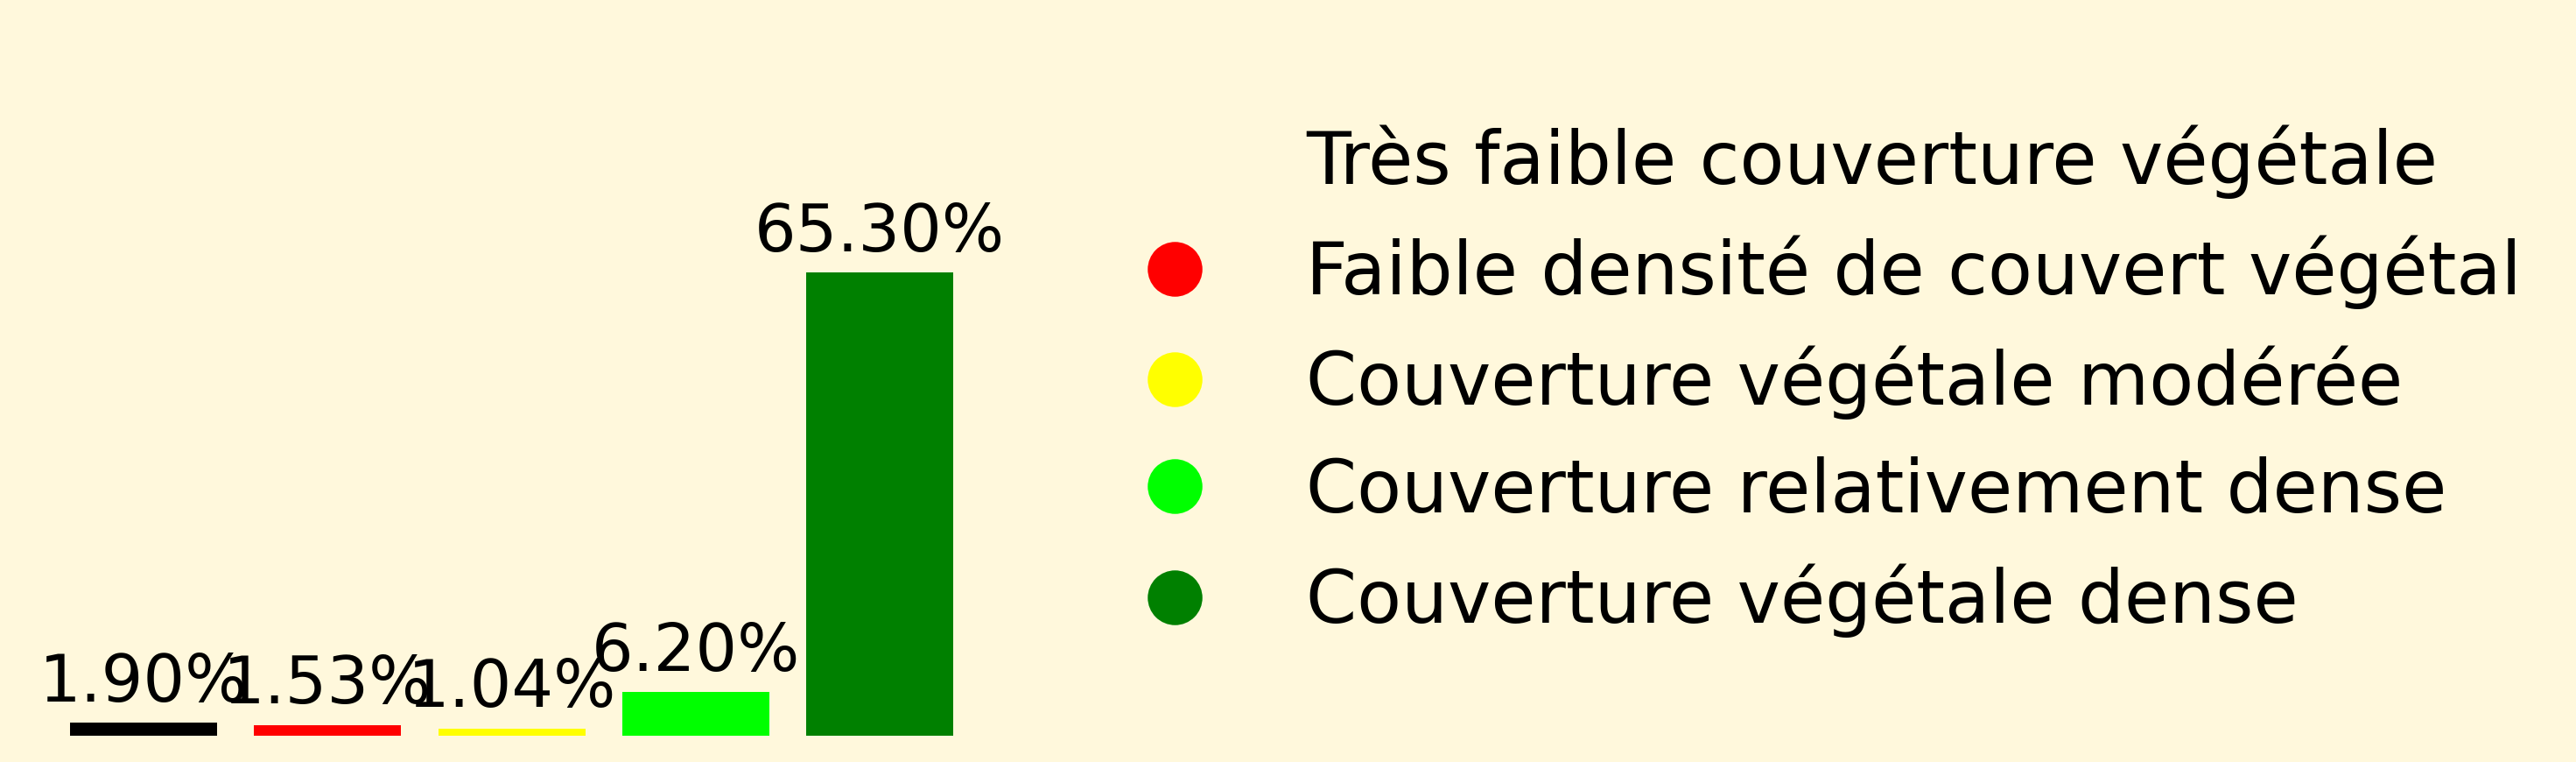 65.30%
6.20%
1.90%
1.53%
1.04%
Très faible couverture végétale
Faible densité de couvert végétal
Couverture végétale modérée
Couverture relativement dense
Couverture végétale dense